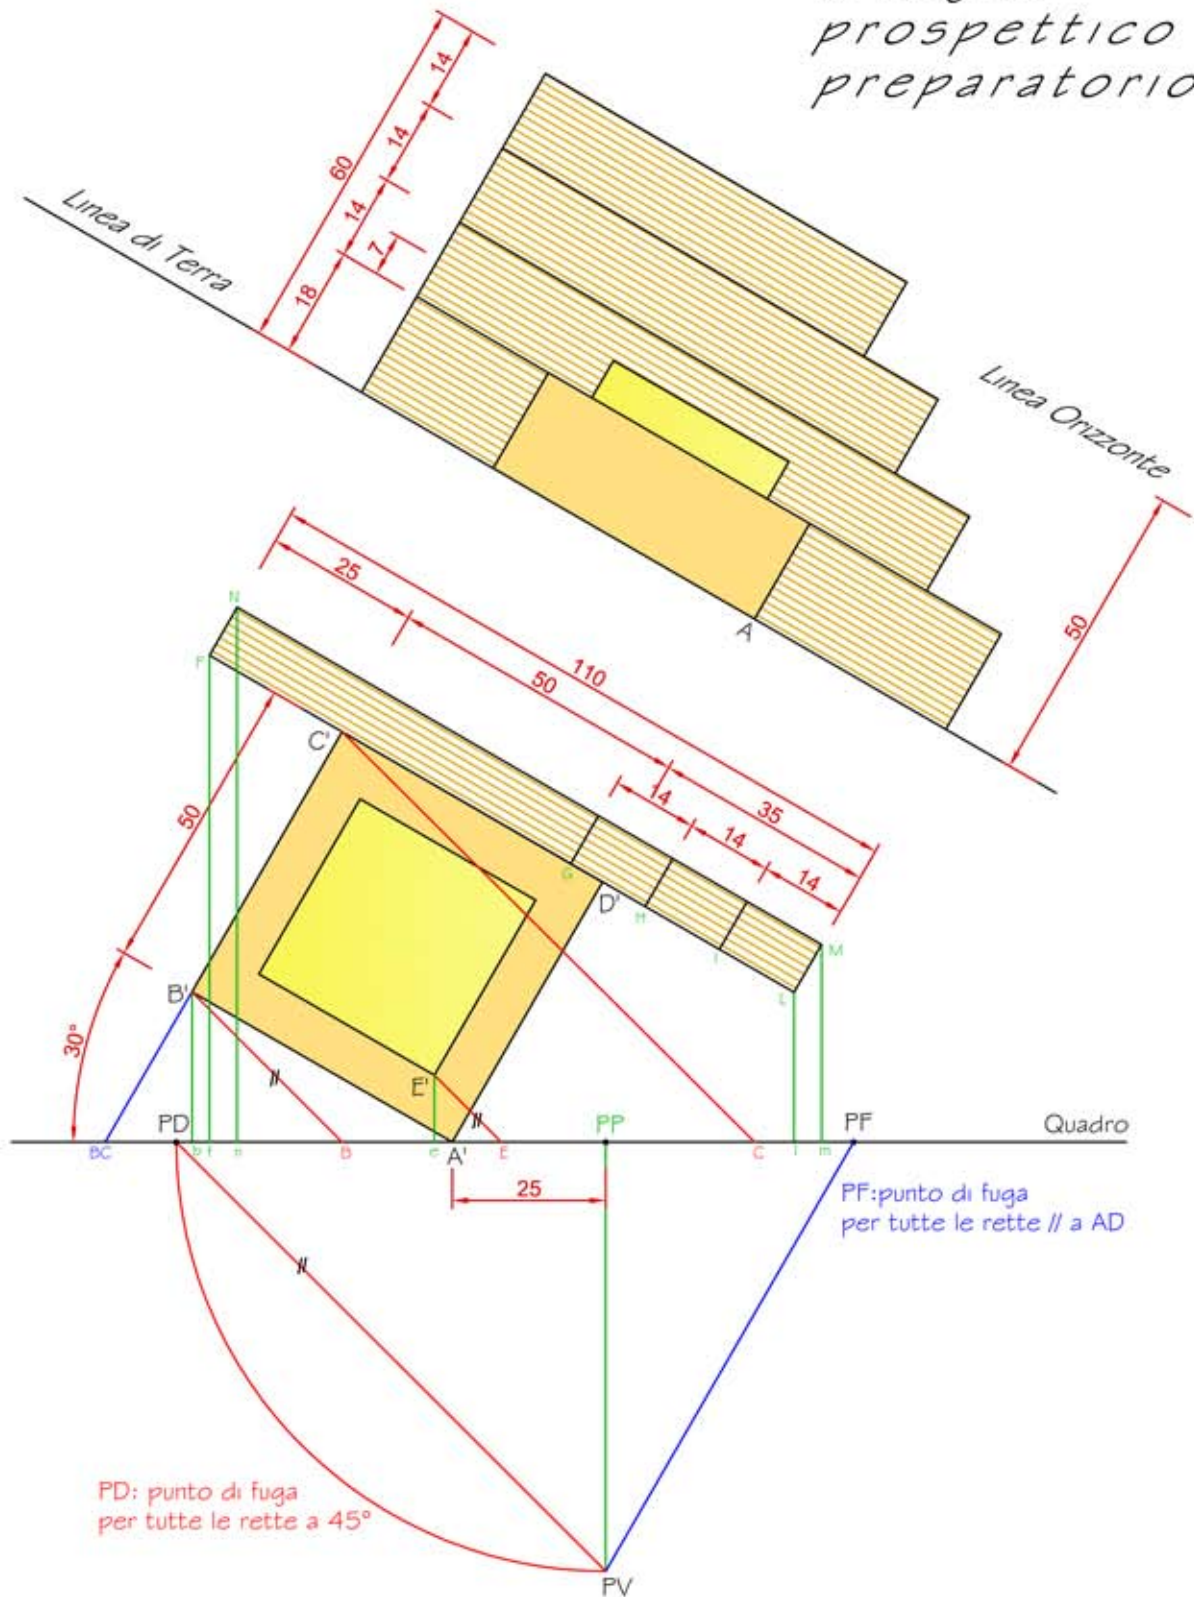 prospettico
preparatorio
14
14
60
14
7
18
Linea di Terra
Linea Orizzonte
50
A
25
110
50
35
14
14
14
N
F
C'
50
G
D'
H
I
L
M
B'
30°
E'
//
//
PD
PP
PF
Quadro
BC
b
f
n
B
e
A'
E
C
l
m
25
PF:punto di fuga
per tutte le rette // a AD
//
PD: punto di fuga
per tutte le rette a 45°
PV